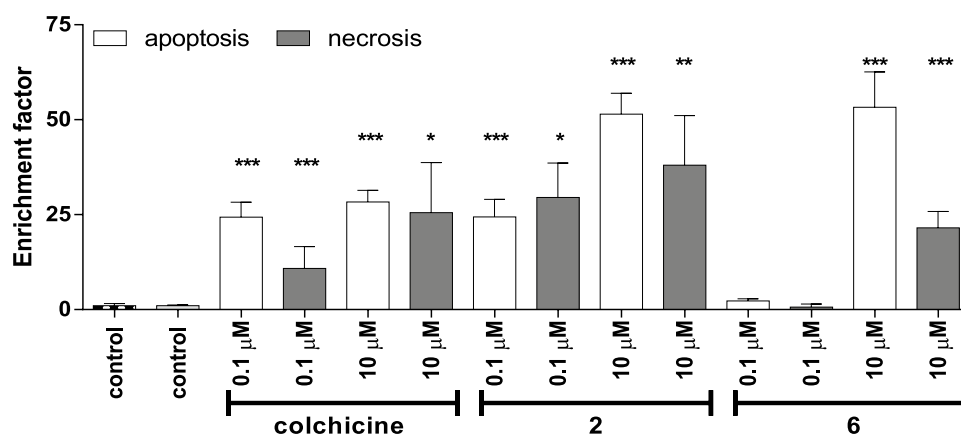 75
apoptosis necrosis
*** **
*** ***
50
*** * *** *
*** ***
25
0
Enrichment factor
control control 0.1 μM 0.1 μM 10 μM 10 μM 0.1 μM 0.1 μM 10 μM 10 μM 0.1 μM 0.1 μM 10 μM 10 μM
colchicine 2 6